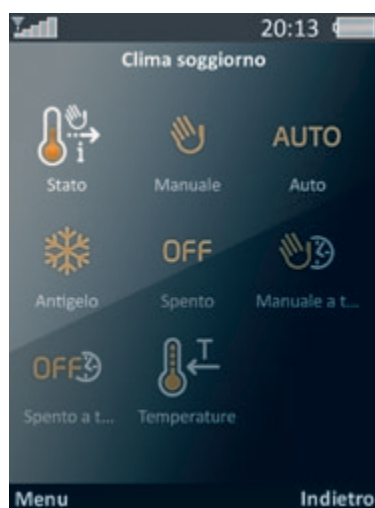 20:13
Clima soggiorno
i AUTO
Stato Manuale Auto
OFF
Antigelo Spento Manuale a t...
OFF T
Spento a t... Temperature
Menu Indietro